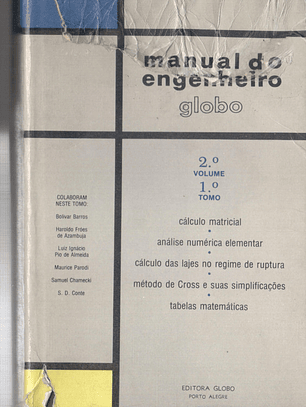 manual do
engenheiro
globo
2.º
VOLUME
1.º
TOMO
COLABORAM
NESTE TOMO:
Bolivar Barros
Haroldo Fróes
de Azambuja
Luiz Ignácio
Pio de Almeida
Maurice Parodi
Samuel Chamecki
S. D. Conte
cálculo matricial
análise numérica elementar
cálculo das lajes no regime de ruptura
método de Cross e suas simplificações
tabelas matemáticas
EDITORA GLOBO
PORTO ALEGRE